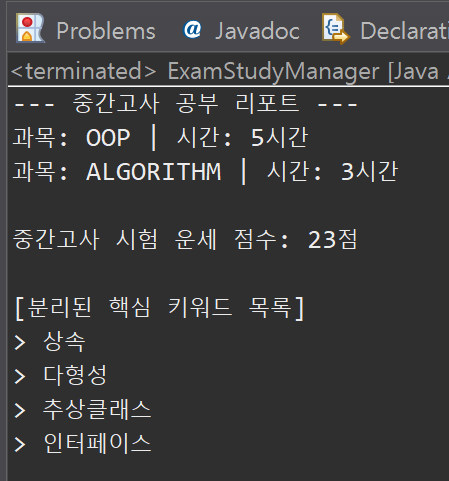 Problems Javadoc Declarati
<terminated> ExamStudyManager [Java
--- 중간고사 공부 리포트 ---
과목: OOP | 시간: 5시간
과목: ALGORITHM | 시간: 3시간
중간고사 시험 운세 점수: 23점
[분리된 핵심 키워드 목록]
> 상속
> 다형성
> 추상클래스
> 인터페이스